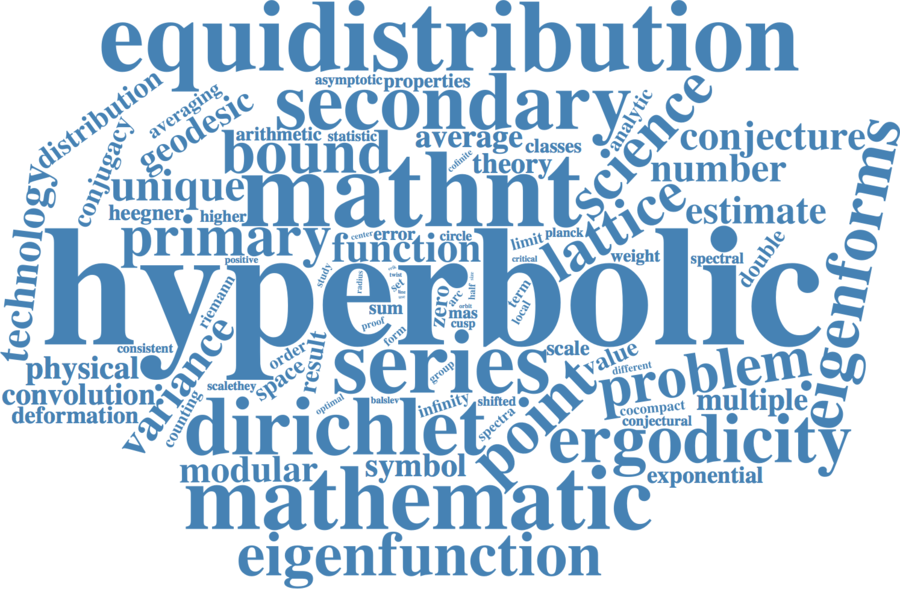 equidistribution
asymptotic
properties
secondary
science
analytic
averaging
distribution
geodesic
conjugacy
arithmetic
statistic
average
classes
conjecture
bound
cofinite
theory
number
unique
mathnt
lattice
estimate
eigenforms
technology
heegner
higher
primary
center
error
circle
function
limit
planck
critical
weight
spectral
double
hyperbolic
positive
study
radius
twist
set
sum
proof
form
zero
arc
half
orbit
mas
cusp
term
local
riemann
consistent
physical
variance
order
space
result
series
group
scale
value
different
problem
convolution
deformation
counting
scalethey
optimal
balslev
infinity
shifted
spectra
point
cocompact
conjectural
multiple
dirichlet
ergodicity
modular
symbol
exponential
mathematic
eigenfunction